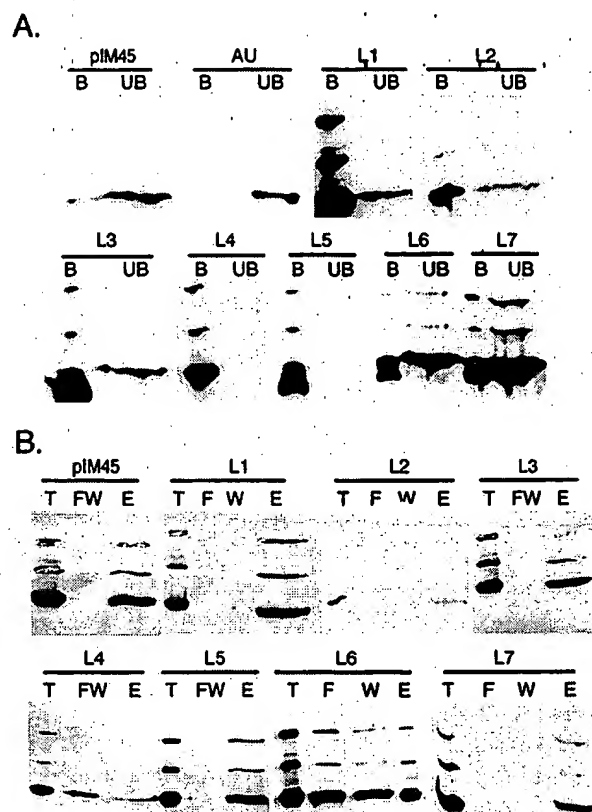 A.
pIM45 AU L1 L2
B UB B UB B UB B UB
L3 L4 L5 L6 L7
B UB B UB B UB B UB B UB
B.
pIM45 L1 L2 L3
T FW E T F W E T F W E T FW E
L4 L5 L6 L7
T FW E T FW E T F W E T F W E